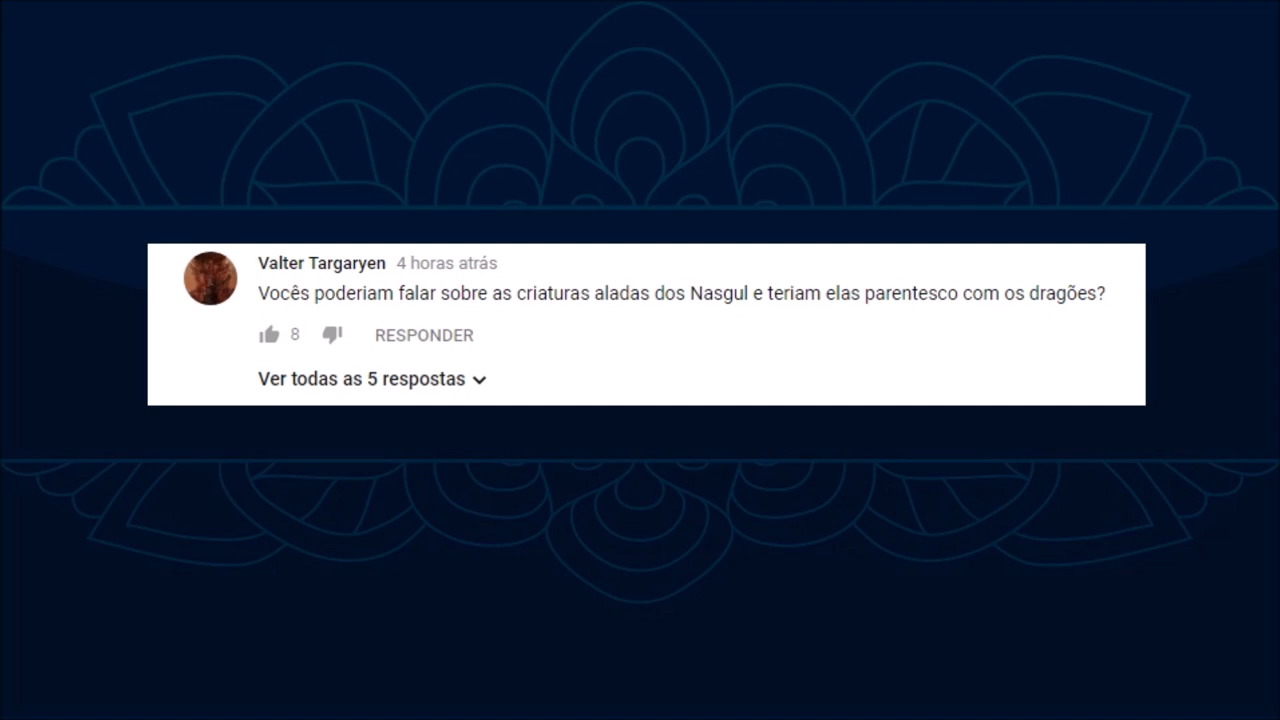 Valter Targaryen 4 horas atrás
Vocês poderiam falar sobre as criaturas aladas dos Nasgul e teriam elas parentesco com os dragões?
8 RESPONDER
Ver todas as 5 respostas